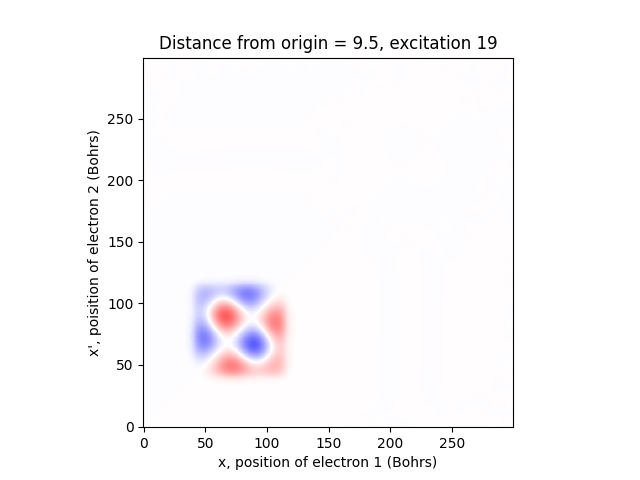 Distance from origin = 9.5, excitation 19
x', poisition of electron 2 (Bohrs)
250
200
150
100
50
0
0 50 100 150 200 250
x, position of electron 1 (Bohrs)